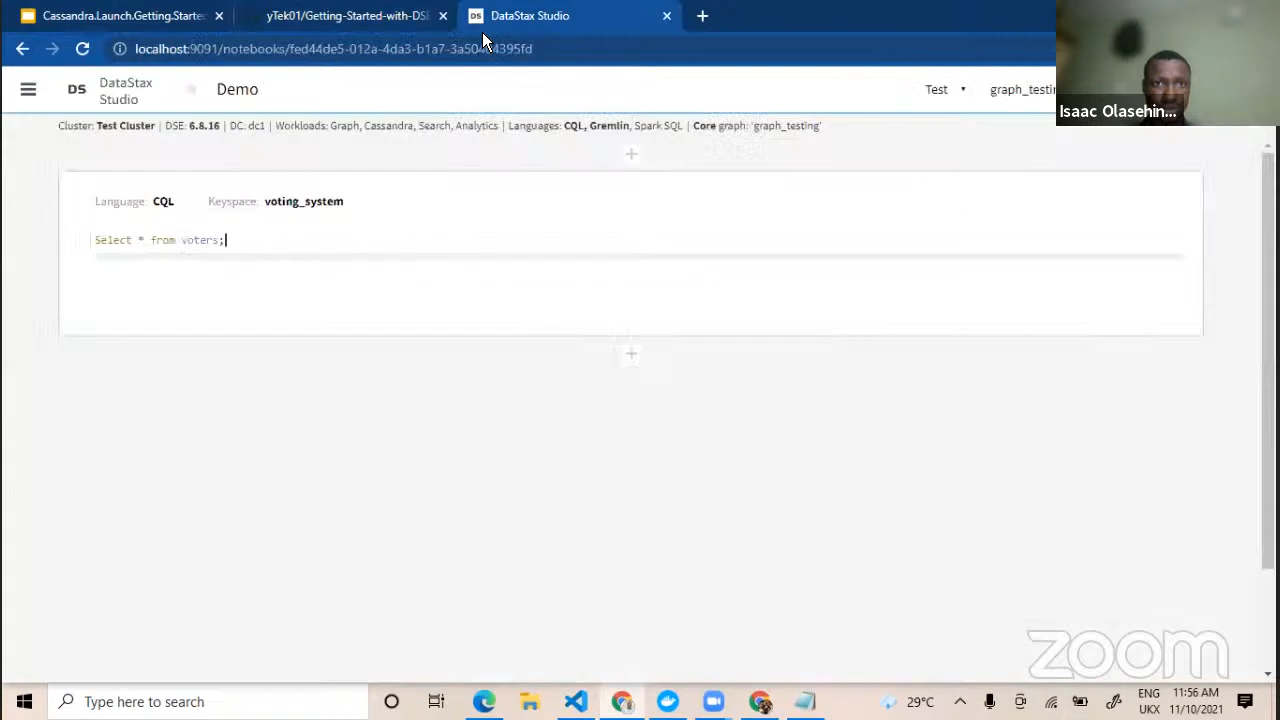 Cassandra.Launch.Getting.Starte
yTek01/Getting-Started-with-DSE
DS DataStax Studio
localhost:9091/notebooks/fed44de5-012a-4da3-b1a7-3a50 4395fd
DS DataStax Studio
Demo
Test
graph_testin
Isaac Olasehin...
Cluster: Test Cluster | DSE: 6.8.16 | DC: dc1 | Workloads: Graph, Cassandra, Search, Analytics | Languages: CQL, Gremlin, Spark SQL | Core graph: 'graph_testing'
Language: CQL Keyspace: voting_system
Select * from voters;
zoom
Type here to search
29°C
ENG
UKX
11:56 AM
11/10/2021